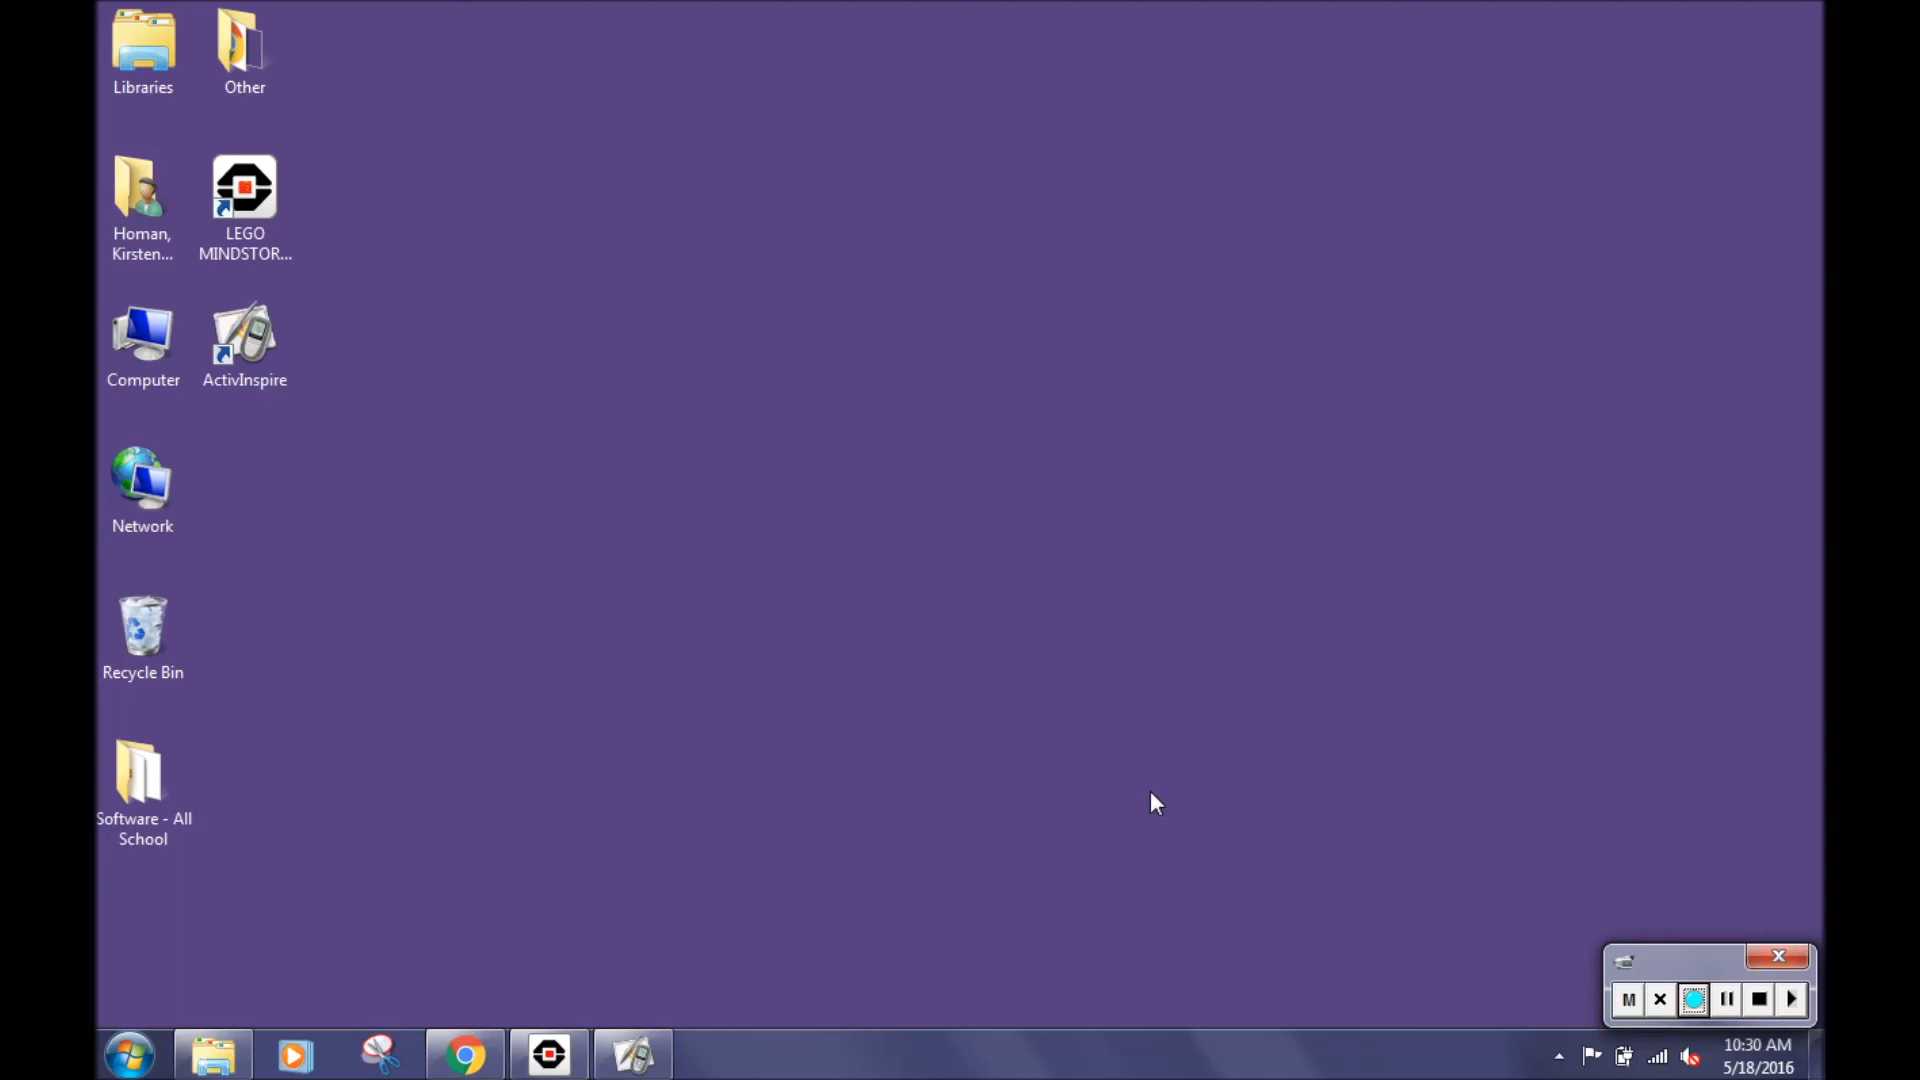 Libraries
Other
Homan,
Kirsten...
LEGO
MINDSTOR...
Computer
ActivInspire
Network
Recycle Bin
Software - All
School
M
10:30 AM
5/18/2016